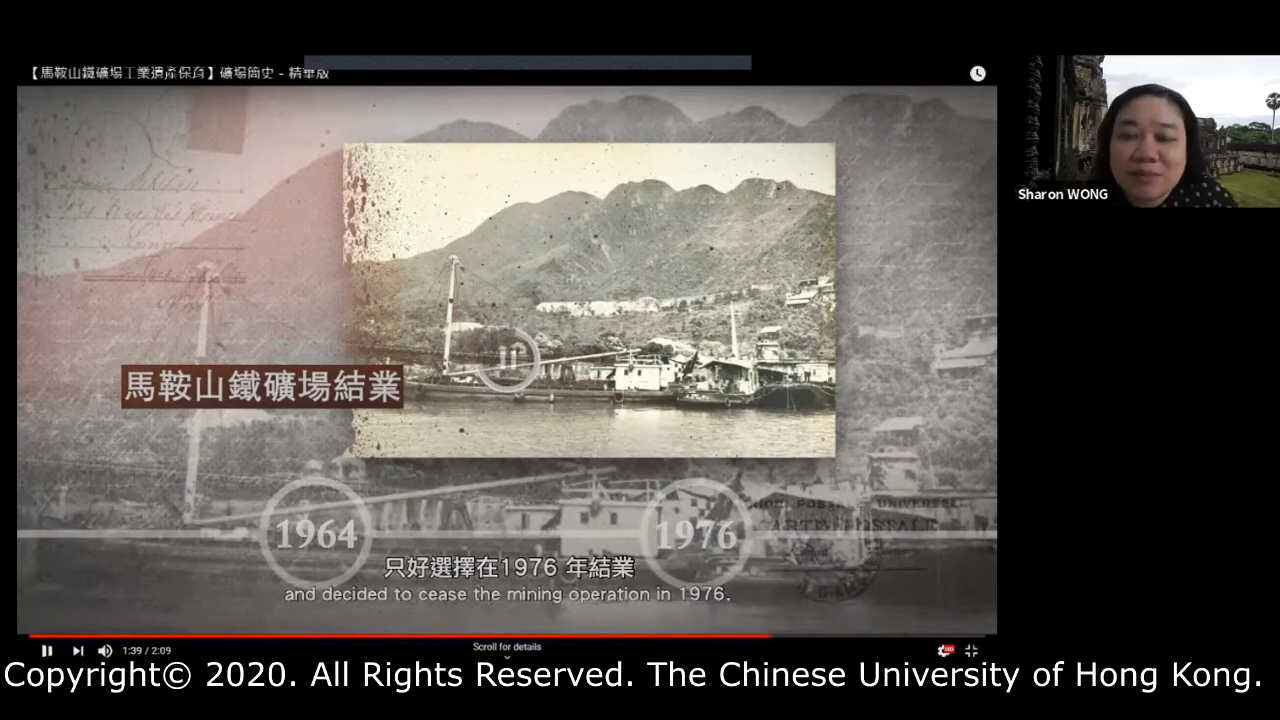 【馬鞍山鐵礦場工業遺產保育】礦場簡史 - 精華版
Sharon WONG
馬鞍山鐵礦場結業
1964
1976
UNIVERSELLE
CARTE POSTALE
只好選擇在1976 年結業
and decided to cease the mining operation in 1976.
1:39 / 2:09
Scroll for details
Copyright© 2020. All Rights Reserved. The Chinese University of Hong Kong.